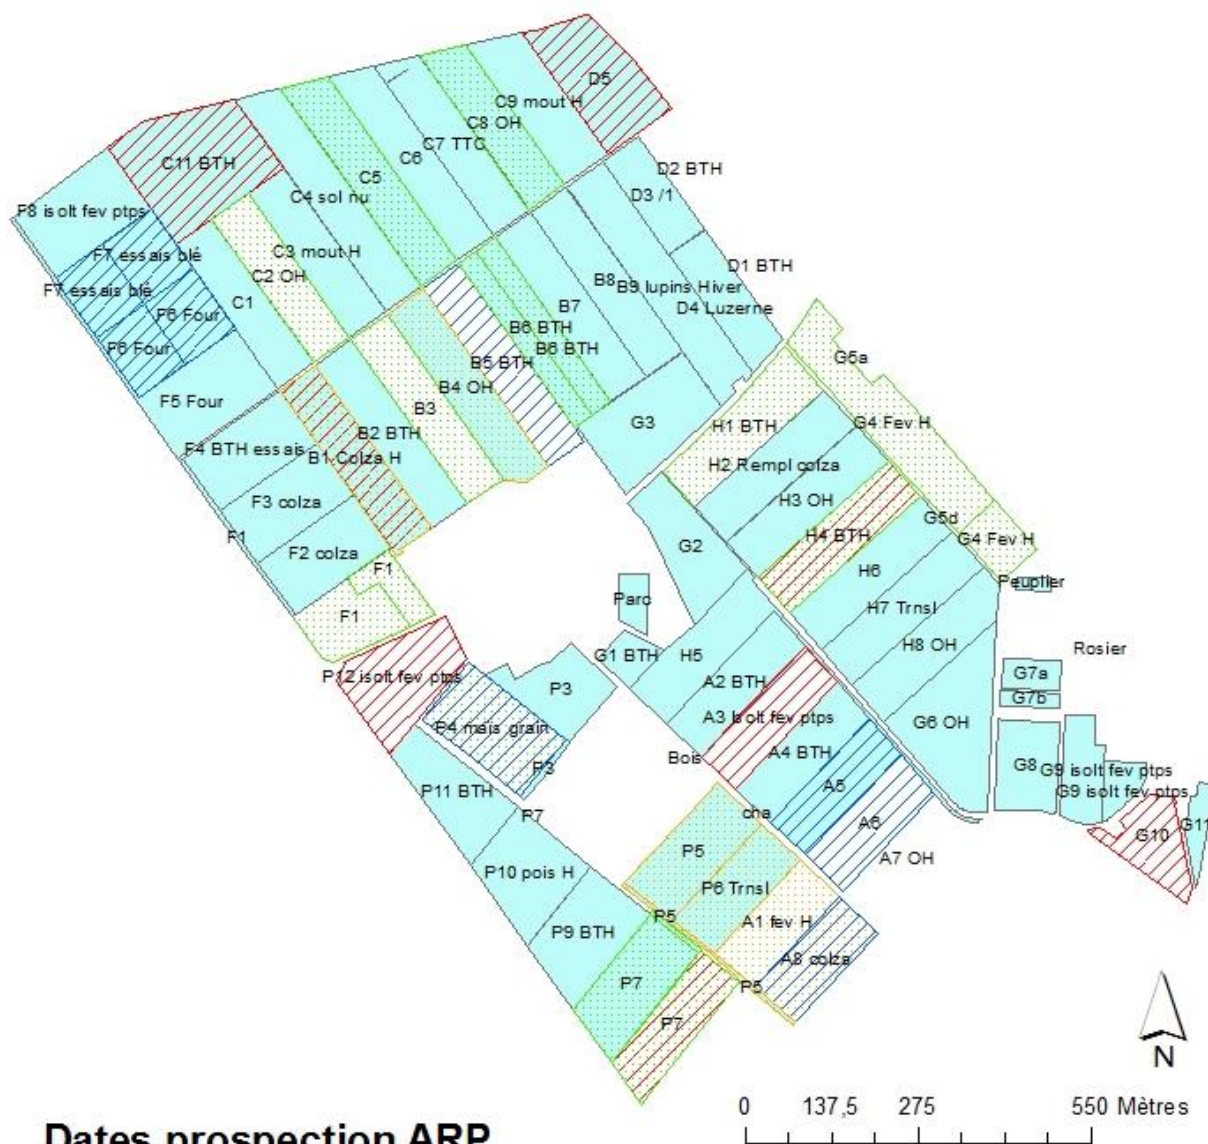 D5
C9 mout H
C8 OH
C7 TTC
C6
C5
C11 BTH
C4 sol nu
D2 BTH
D3 /1
F8 isolt fev ptps
C3 mout H
F7 essais blé
C2 OH
D1 BTH
F7 essais blé
C1
B8
B9 lupins Hiver
D4 Luzerne
B7
F6 Four
B6 BTH
F6 Four
B6 BTH
B5 BTH
G5a
B4 OH
F5 Four
B3
G3
G4 Fev H
H1 BTH
B2 BTH
F4 BTH essais
B1 Colza H
H2 Rempl colza
F3 colza
H3 OH
G5d
F1
H4 BTH
G4 Fev H
F2 colza
G2
F1
H6
Peuplier
Parc
H7 Trnsl
F1
H8 OH
Rosier
G1 BTH
H5
P12 isolt fev ptps
A2 BTH
G7a
P3
G7b
A3 isolt fev ptps
G6 OH
P4 maïs grain
A4 BTH
Bois
G8
G9 isolt fev ptps
P3
A5
G9 isolt fev ptps
P11 BTH
P7
cha
A6
G10
G11
P5
A7 OH
P10 pois H
P6 Trnsl
P5
A1 fev H
P9 BTH
A8 colza
P7
P5
P7
N
0 137,5 275 550 Mètres
Dates prospection ARP